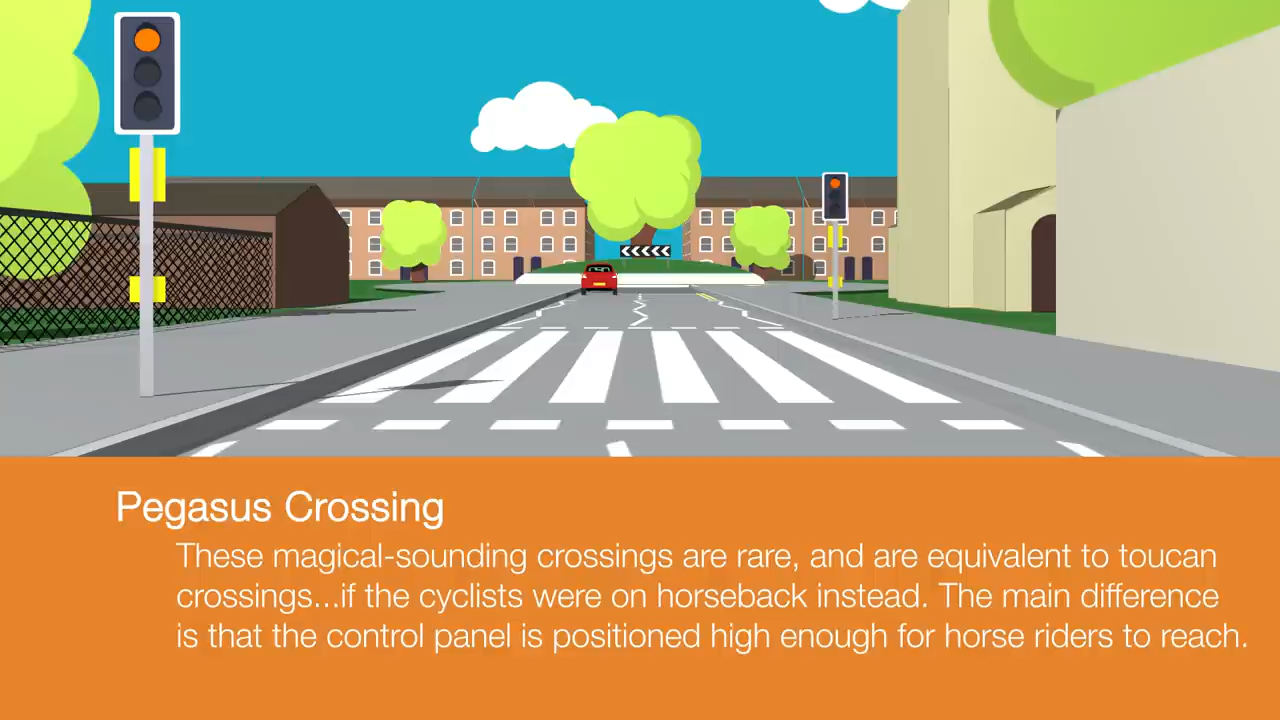 Pegasus Crossing
These magical-sounding crossings are rare, and are equivalent to toucan
crossings...if the cyclists were on horseback instead. The main difference
is that the control panel is positioned high enough for horse riders to reach.